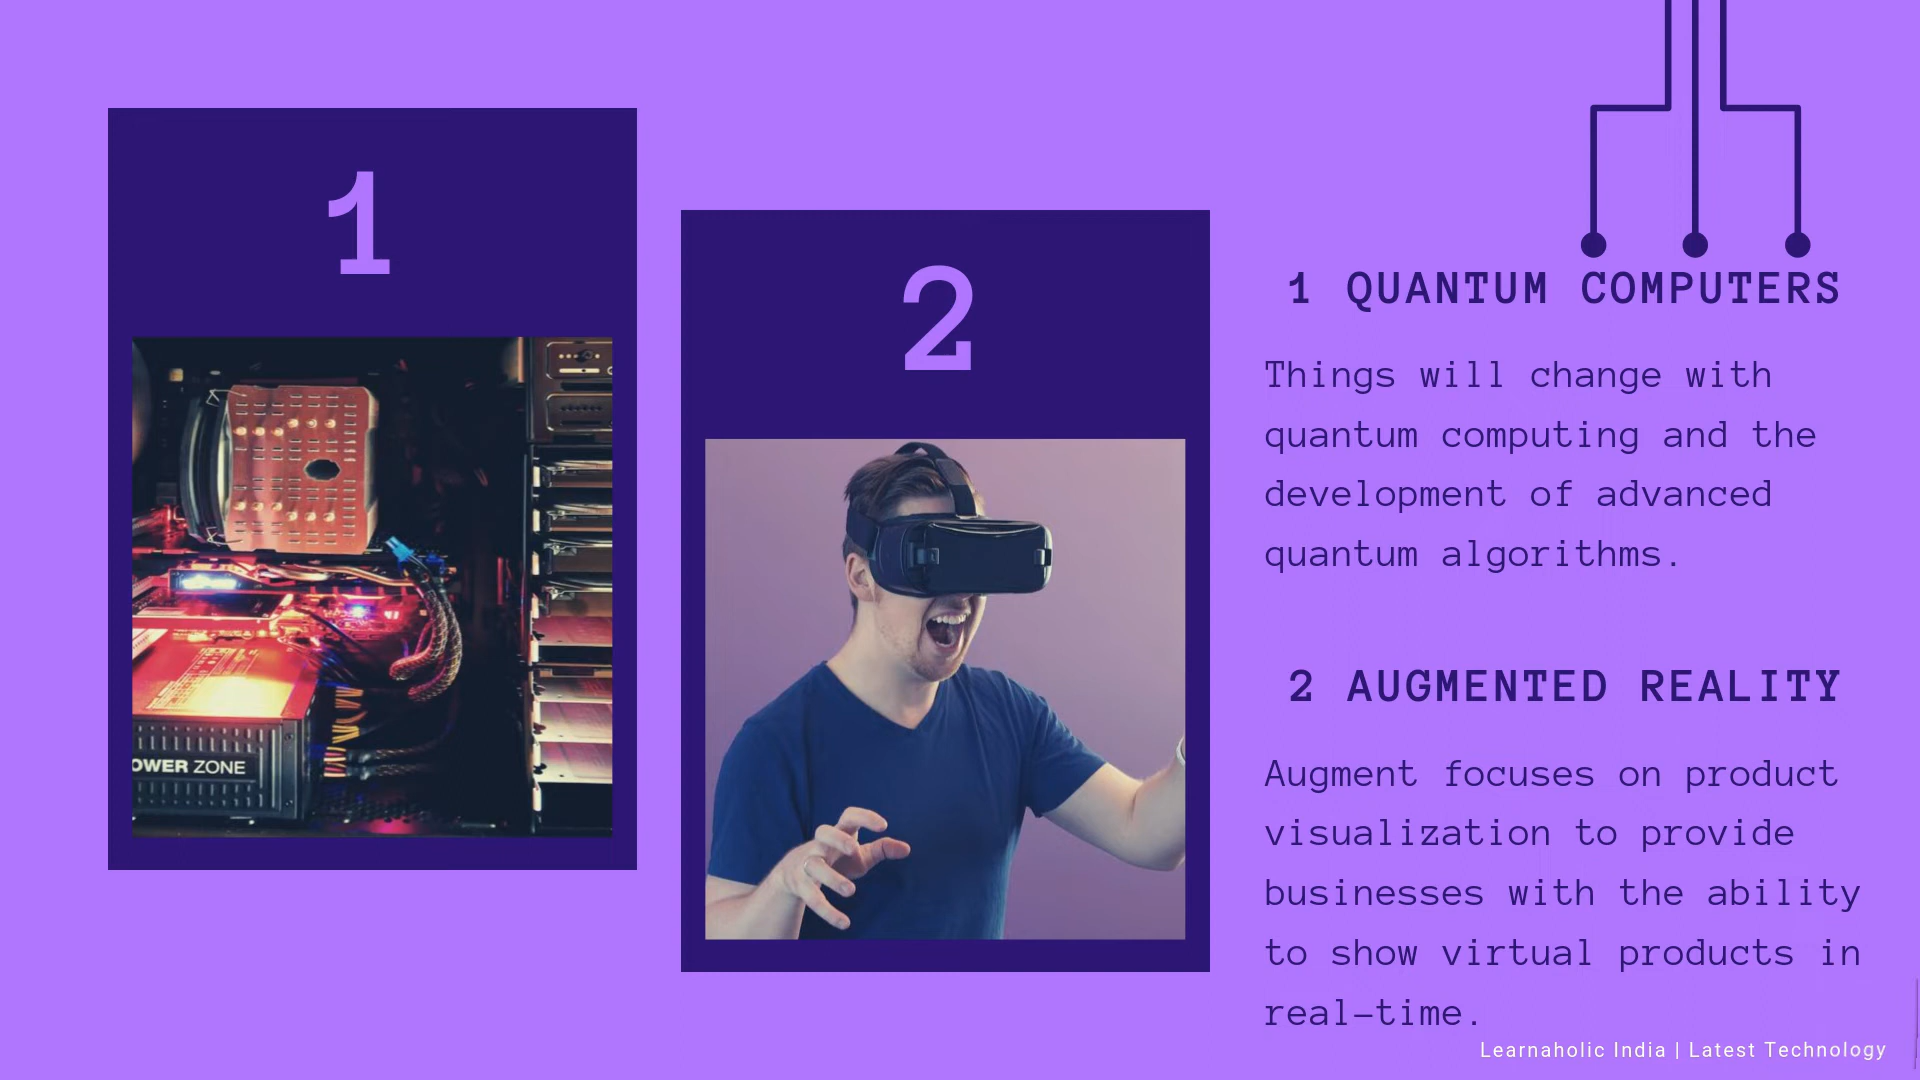 1
2
OWER ZONE
1 QUANTUM COMPUTERS
Things will change with
quantum computing and the
development of advanced
quantum algorithms.
2 AUGMENTED REALITY
Augment focuses on product
visualization to provide
businesses with the ability
to show virtual products in
real-time.
Learnaholic India | Latest Technology